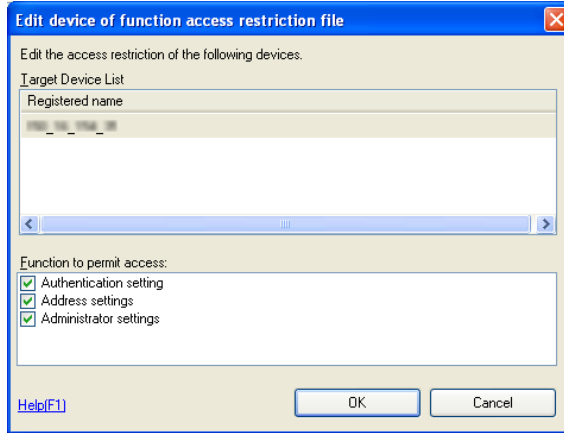 Edit device of function access restriction file
Edit the access restriction of the following devices.
Target Device List
Registered name
Function to permit access:
Authentication setting
Address settings
Administrator settings
Help(F1)
OK
Cancel